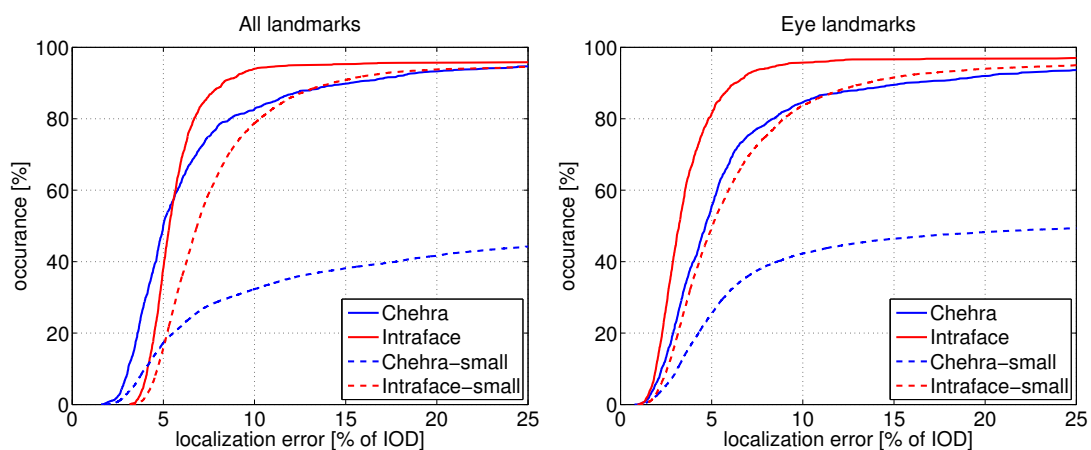 All landmarks
100
80
60
40
20
0
occurance [%]
0 5 10 15 20 25
localization error [% of IOD]
Chehra
Intraface
Chehra−small
Intraface−small
Eye landmarks
100
80
60
40
20
0
occurance [%]
0 5 10 15 20 25
localization error [% of IOD]
Chehra
Intraface
Chehra−small
Intraface−small